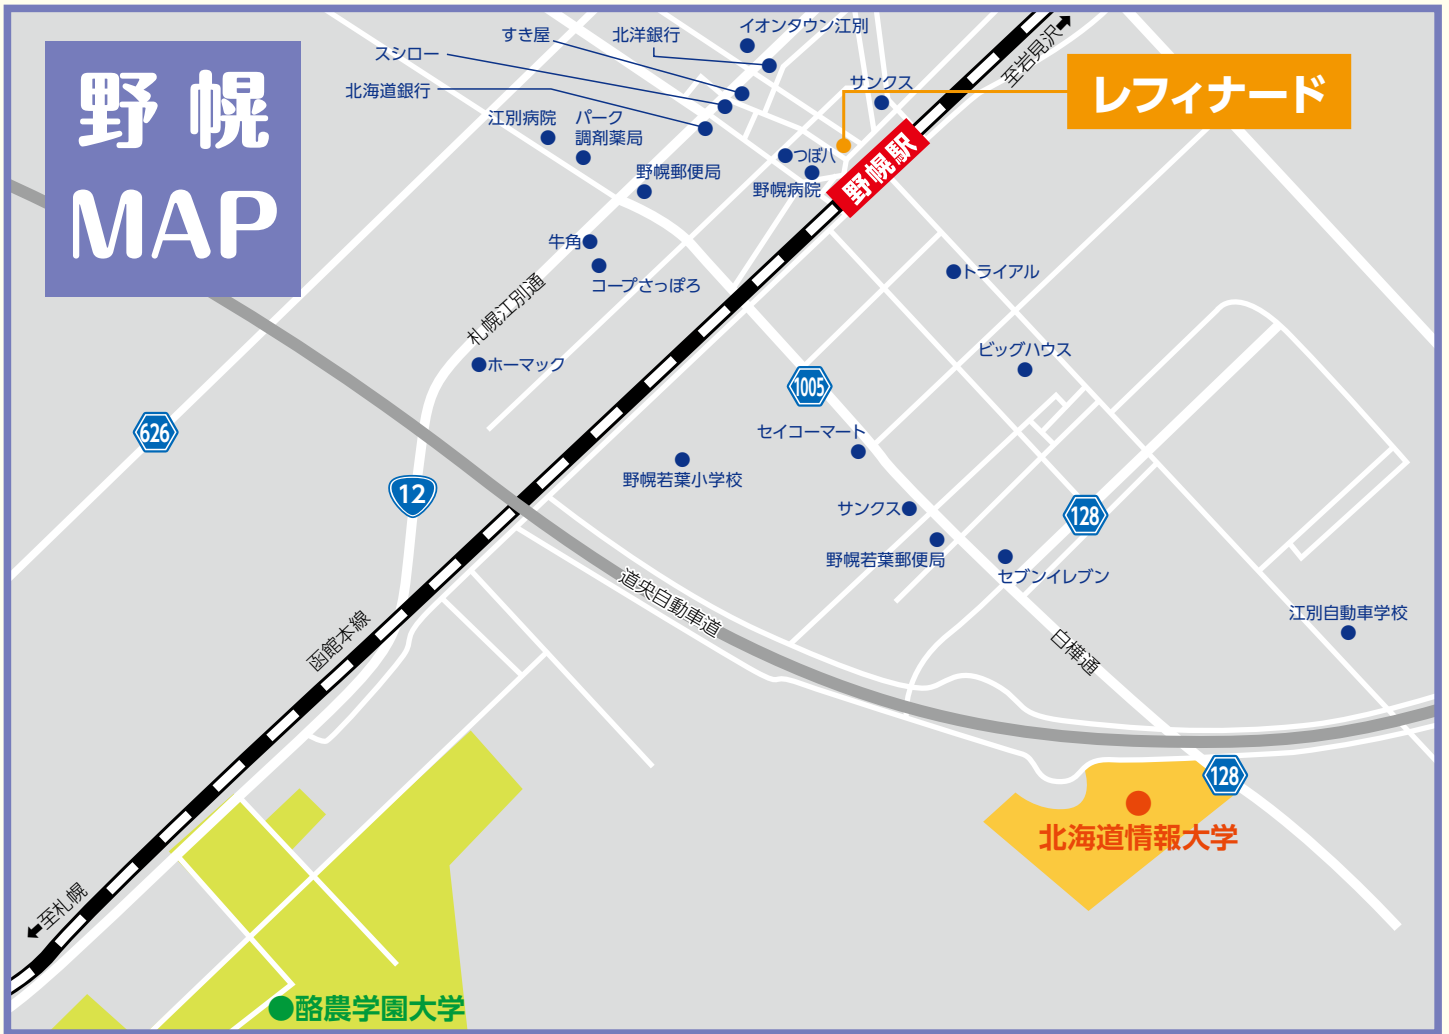 野幌
MAP
イオンタウン江別
すき屋
北洋銀行
スシロー
北海道銀行
サンクス
至岩見沢
レフィナード
江別病院
パーク
調剤薬局
つぼ八
野幌駅
野幌郵便局
野幌病院
牛角
コープさっぽろ
トライアル
札幌江別通
ホーマック
ビッグハウス
1005
626
セイコーマート
野幌若葉小学校
12
サンクス
128
野幌若葉郵便局
セブンイレブン
道央自動車道
江別自動車学校
函館本線
白樺通
128
北海道情報大学
至札幌
酪農学園大学